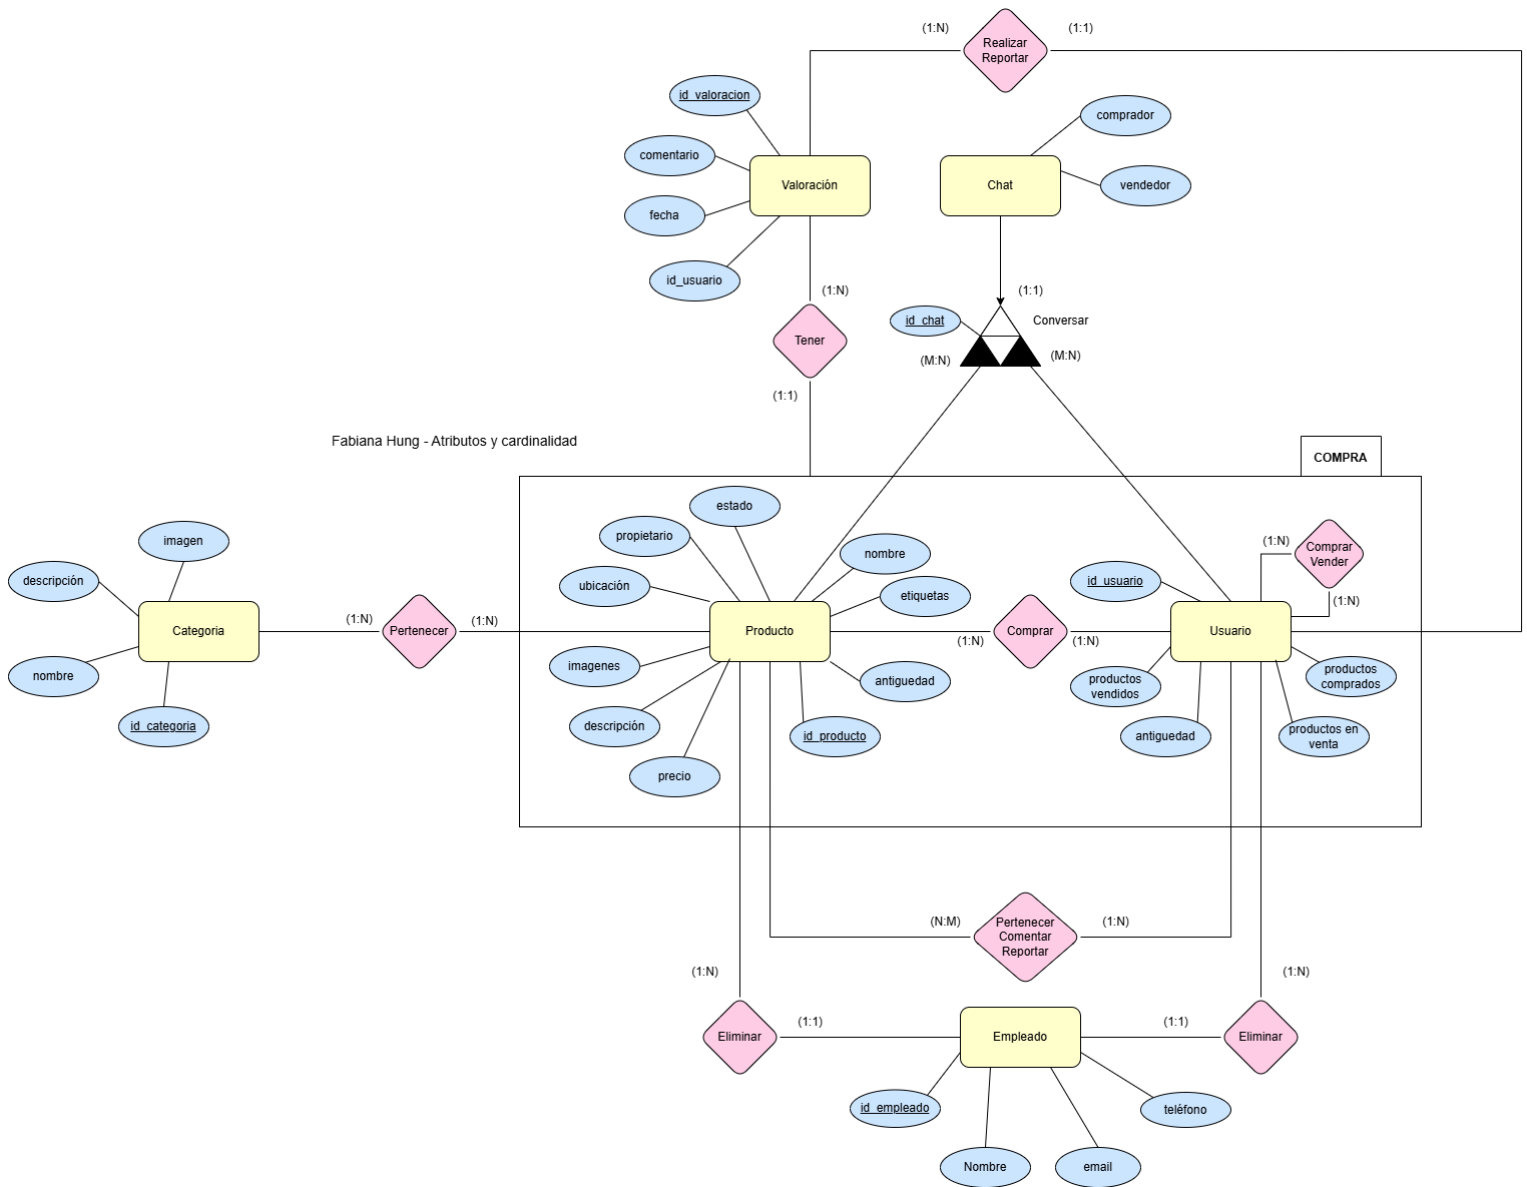 (1:N)
Realizar
Reportar
(1:1)
id_valoracion
comprador
comentario
Valoración
Chat
vendedor
fecha
id_usuario
(1:N)
(1:1)
id_chat
Conversar
Tener
(M:N)
(M:N)
(1:1)
Fabiana Hung - Atributos y cardinalidad
COMPRA
estado
propietario
nombre
imagen
(1:N)
Comprar
Vender
descripción
ubicación
etiquetas
id_usuario
(1:N)
Categoria
(1:N)
Pertenecer
(1:N)
Producto
(1:N)
Comprar
(1:N)
Usuario
imagenes
antiguedad
productos
vendidos
productos
comprados
nombre
id_categoria
descripción
id_producto
antiguedad
productos en
venta
precio
(N:M)
Pertenecer
Comentar
Reportar
(1:N)
(1:N)
(1:N)
Eliminar
(1:1)
Empleado
(1:1)
Eliminar
id_empleado
teléfono
Nombre
email